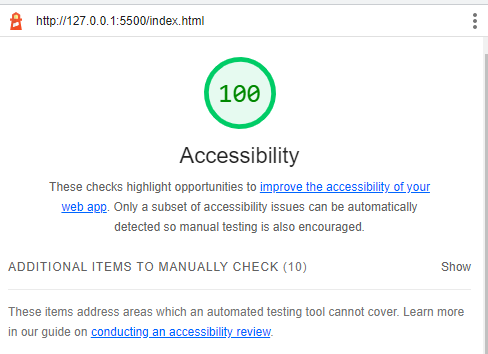 http://127.0.0.1:5500/index.html
100
Accessibility
These checks highlight opportunities to improve the accessibility of your
web app. Only a subset of accessibility issues can be automatically
detected so manual testing is also encouraged.
ADDITIONAL ITEMS TO MANUALLY CHECK (10) Show
These items address areas which an automated testing tool cannot cover. Learn more
in our guide on conducting an accessibility review.